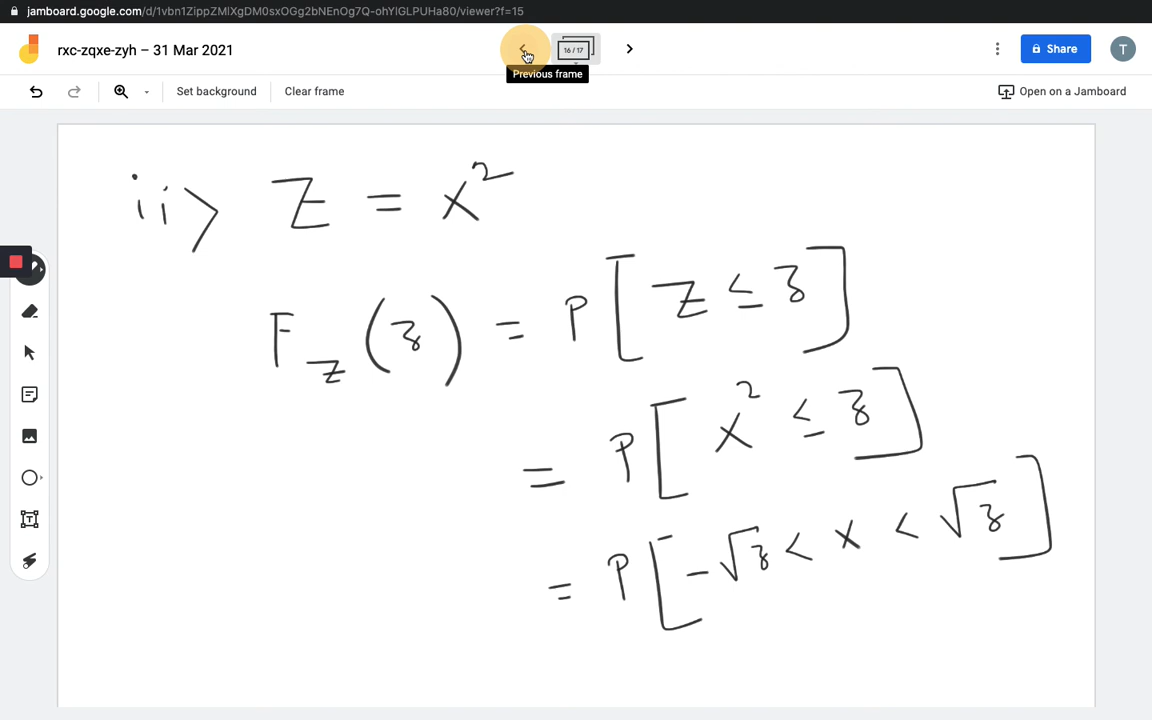 jamboard.google.com/d/1vbn1ZippZMlXgDM0sxOGg2bNEnOg7Q-ohYlGLPUHa80/viewer?f=15
rxc-zqxe-zyh – 31 Mar 2021
16 / 17
Share
T
Previous frame
Set background
Clear frame
Open on a Jamboard
ii> Z = X²
F_Z(z) = P[Z ≤ z]
= P[X² ≤ z]
= P[-√z < X < √z]